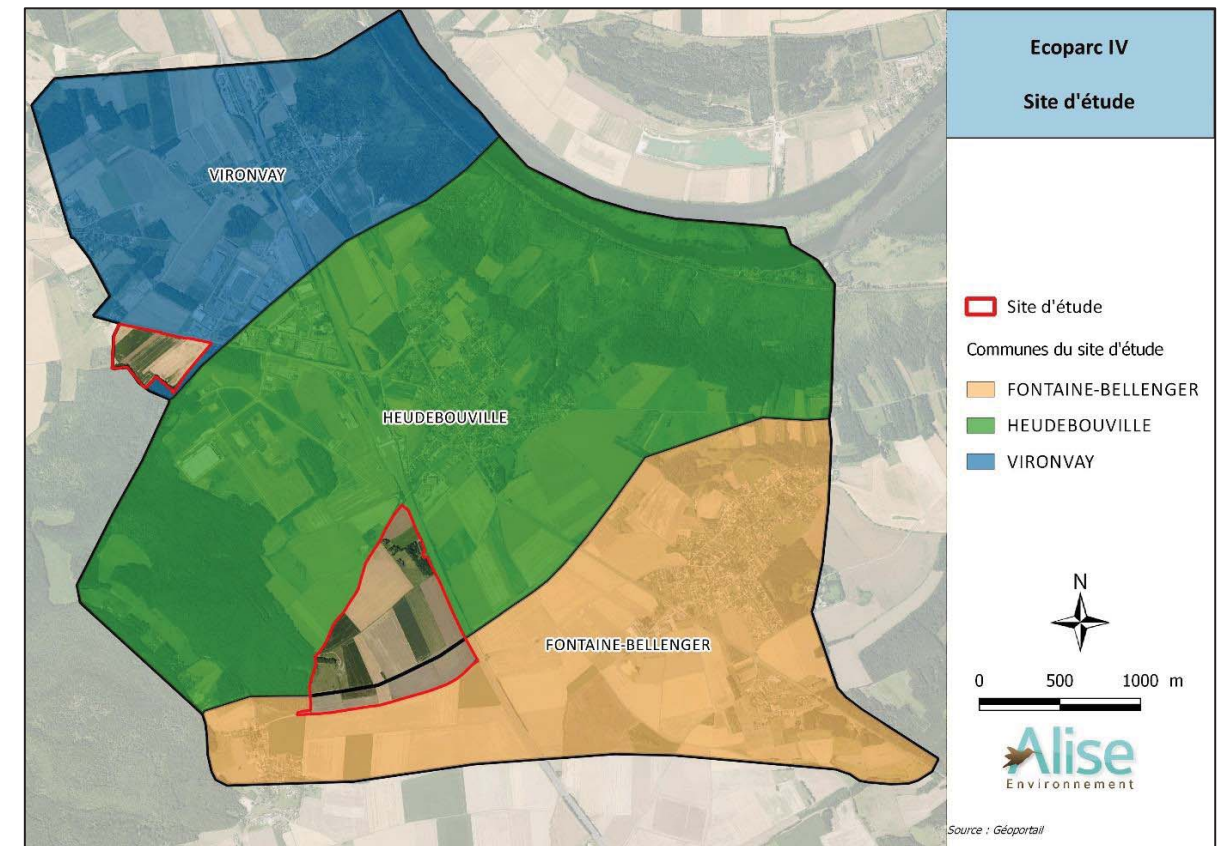 Ecoparc IV
Site d'étude
VIRONVAY
HEUDEBOUVILLE
FONTAINE-BELLENGER
Site d'étude
Communes du site d'étude
FONTAINE-BELLENGER
HEUDEBOUVILLE
VIRONVAY
N
0 500 1000 m
Alise
Environnement
Source : Géoportail